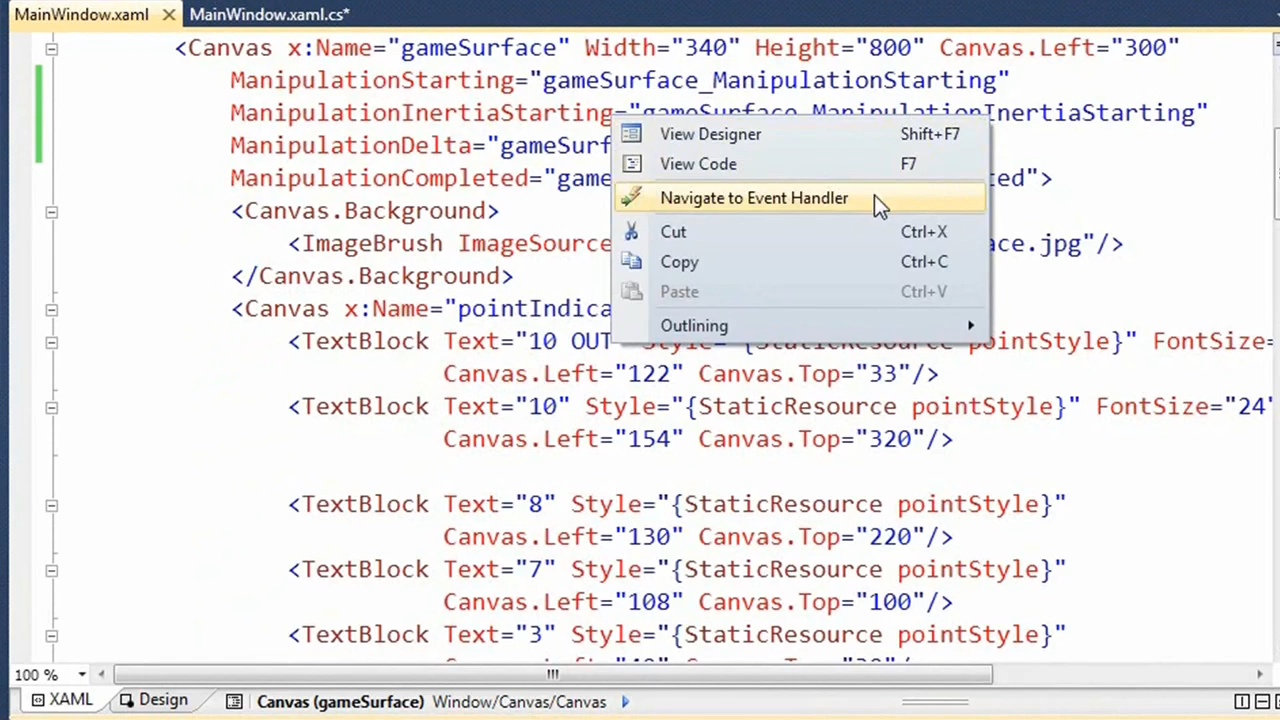 MainWindow.xaml MainWindow.xaml.cs*
<Canvas x:Name="gameSurface" Width="340" Height="800" Canvas.Left="300"
ManipulationStarting="gameSurface_ManipulationStarting"
ManipulationInertiaStarting="gameSurface_ManipulationInertiaStarting"
View Designer Shift+F7
ManipulationDelta="gameSurf
View Code F7
ManipulationCompleted="game ted">
Navigate to Event Handler
<Canvas.Background>
Cut Ctrl+X
<ImageBrush ImageSource ace.jpg"/>
Copy Ctrl+C
</Canvas.Background>
Paste Ctrl+V
<Canvas x:Name="pointIndica
Outlining
<TextBlock Text="10 OUT" Style="{StaticResource pointStyle}" FontSize=
Canvas.Left="122" Canvas.Top="33"/>
<TextBlock Text="10" Style="{StaticResource pointStyle}" FontSize="24"
Canvas.Left="154" Canvas.Top="320"/>
<TextBlock Text="8" Style="{StaticResource pointStyle}"
Canvas.Left="130" Canvas.Top="220"/>
<TextBlock Text="7" Style="{StaticResource pointStyle}"
Canvas.Left="108" Canvas.Top="100"/>
<TextBlock Text="3" Style="{StaticResource pointStyle}"
100 %
XAML Design Canvas (gameSurface) Window/Canvas/Canvas